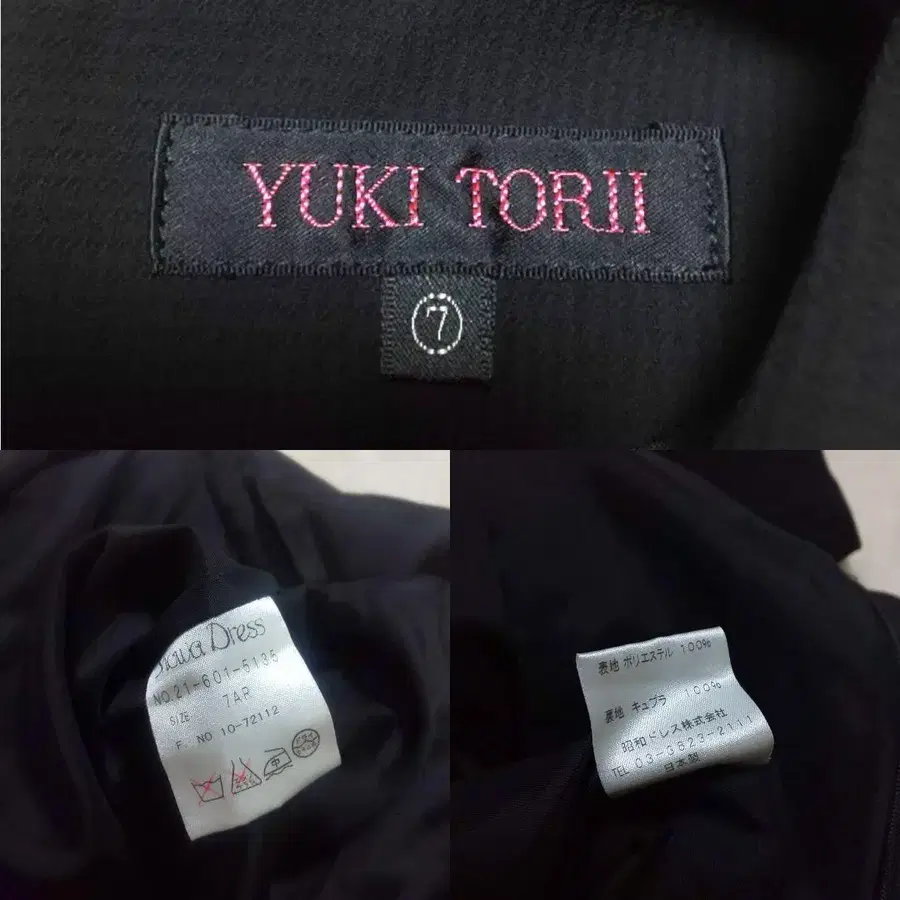 YUKI TORII
7
Showa Dress
NO.21-601-5135
SIZE 7AR
F. NO 10-72112
表地 ポリエステル 100%
裏地 キュプラ 100%
昭和ドレス株式会社
TEL 03-3823-2111
日本製